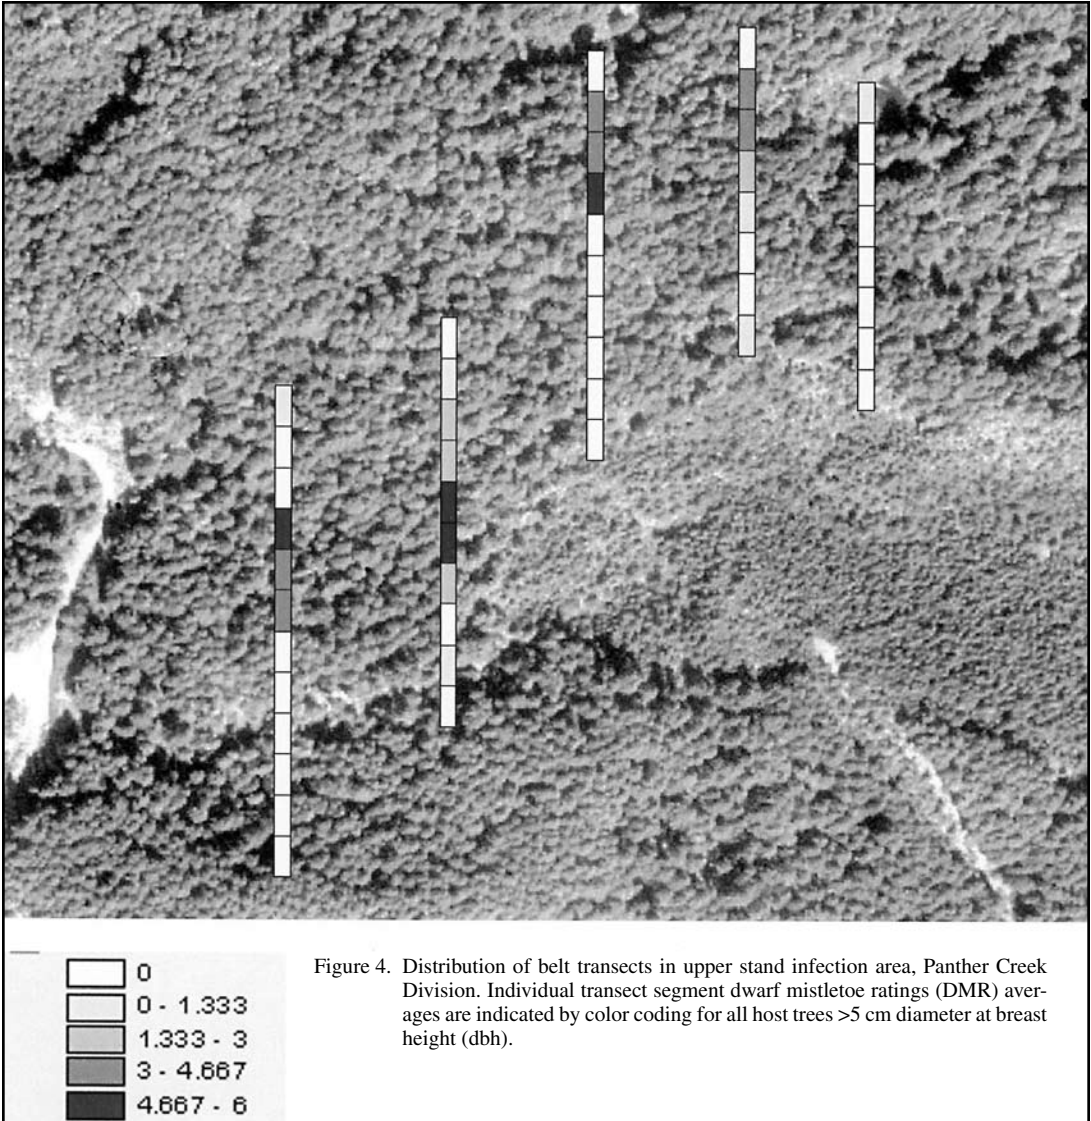 0
0 - 1.333
1.333 - 3
3 - 4.667
4.667 - 6
Figure 4. Distribution of belt transects in upper stand infection area, Panther Creek
Division. Individual transect segment dwarf mistletoe ratings (DMR) aver-
ages are indicated by color coding for all host trees >5 cm diameter at breast
height (dbh).